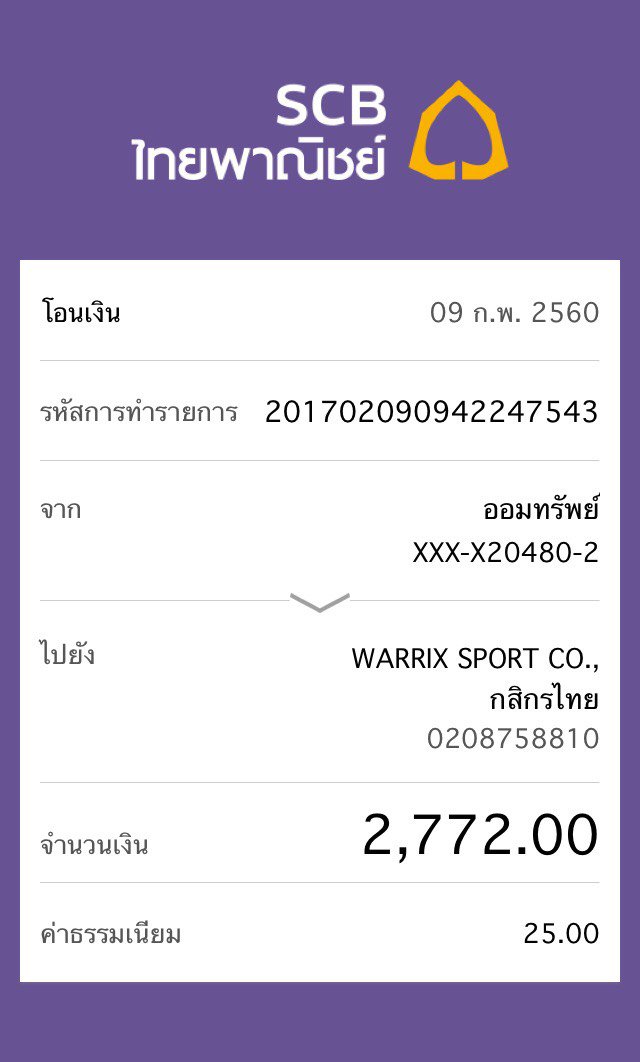 SCB
ไทยพาณิชย์
โอนเงิน 09 ก.พ. 2560
รหัสการทำรายการ 201702090942247543
จาก ออมทรัพย์
XXX-X20480-2
ไปยัง WARRIX SPORT CO.,
กสิกรไทย
0208758810
จำนวนเงิน 2,772.00
ค่าธรรมเนียม 25.00